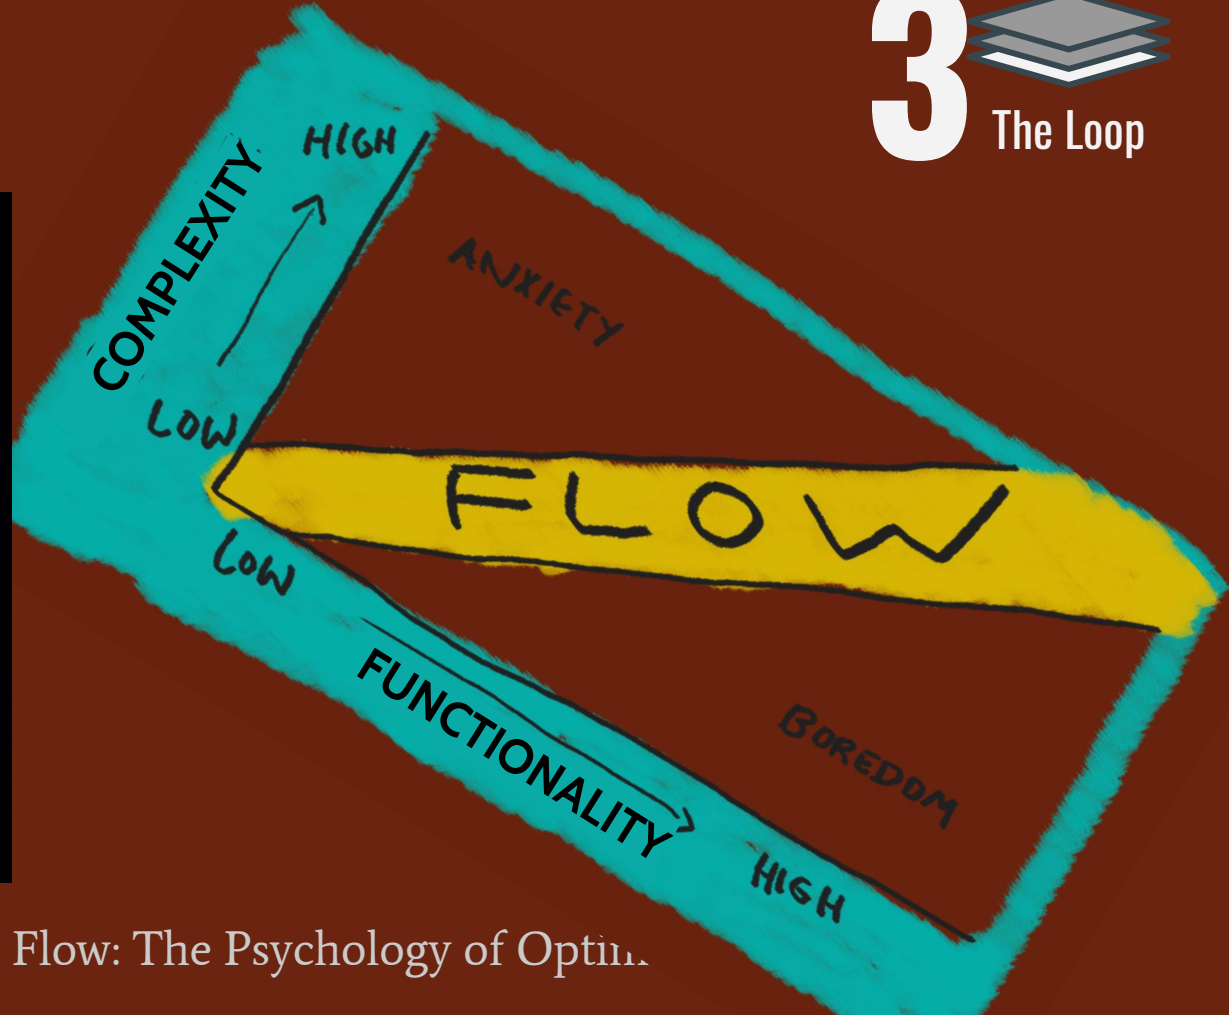 3
The Loop
HIGH
COMPLEXITY
ANXIETY
LOW
FLOW
LOW
FUNCTIONALITY
BOREDOM
HIGH
Flow: The Psychology of